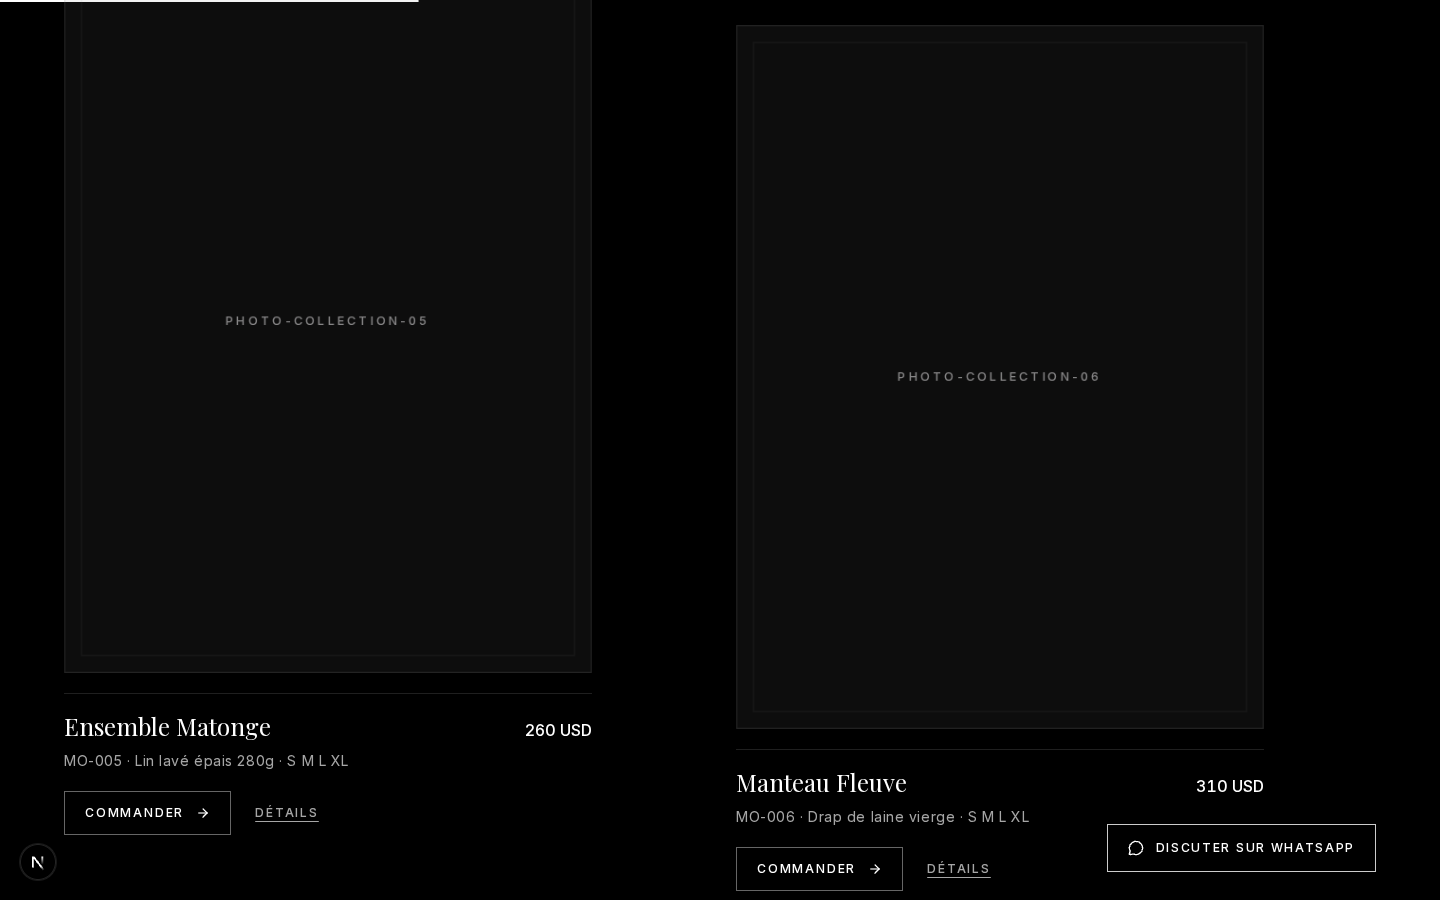 PHOTO-COLLECTION-05
Ensemble Matonge
260 USD
MO-005 · Lin lavé épais 280g · S M L XL
COMMANDER →
DÉTAILS
PHOTO-COLLECTION-06
Manteau Fleuve
310 USD
MO-006 · Drap de laine vierge · S M L XL
COMMANDER →
DÉTAILS
DISCUTER SUR WHATSAPP
N